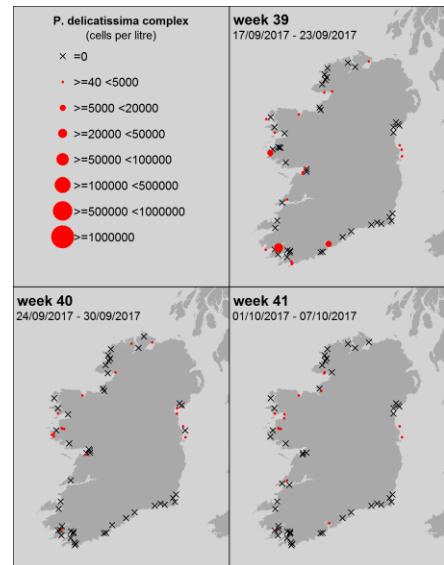 P. delicatissima complex
(cells per litre)
=0
>=40 <5000
>=5000 <20000
>=20000 <50000
>=50000 <100000
>=100000 <500000
>=500000 <1000000
>=1000000
week 39
17/09/2017 - 23/09/2017
week 40
24/09/2017 - 30/09/2017
week 41
01/10/2017 - 07/10/2017